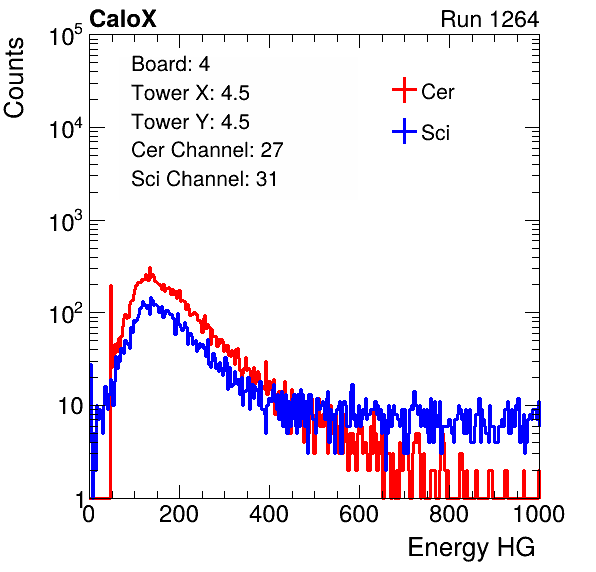 CaloX Run 1264
Counts
10^5
10^4
10^3
10^2
10
1
Board: 4
Tower X: 4.5
Tower Y: 4.5
Cer Channel: 27
Sci Channel: 31
Cer
Sci
0 200 400 600 800 1000
Energy HG